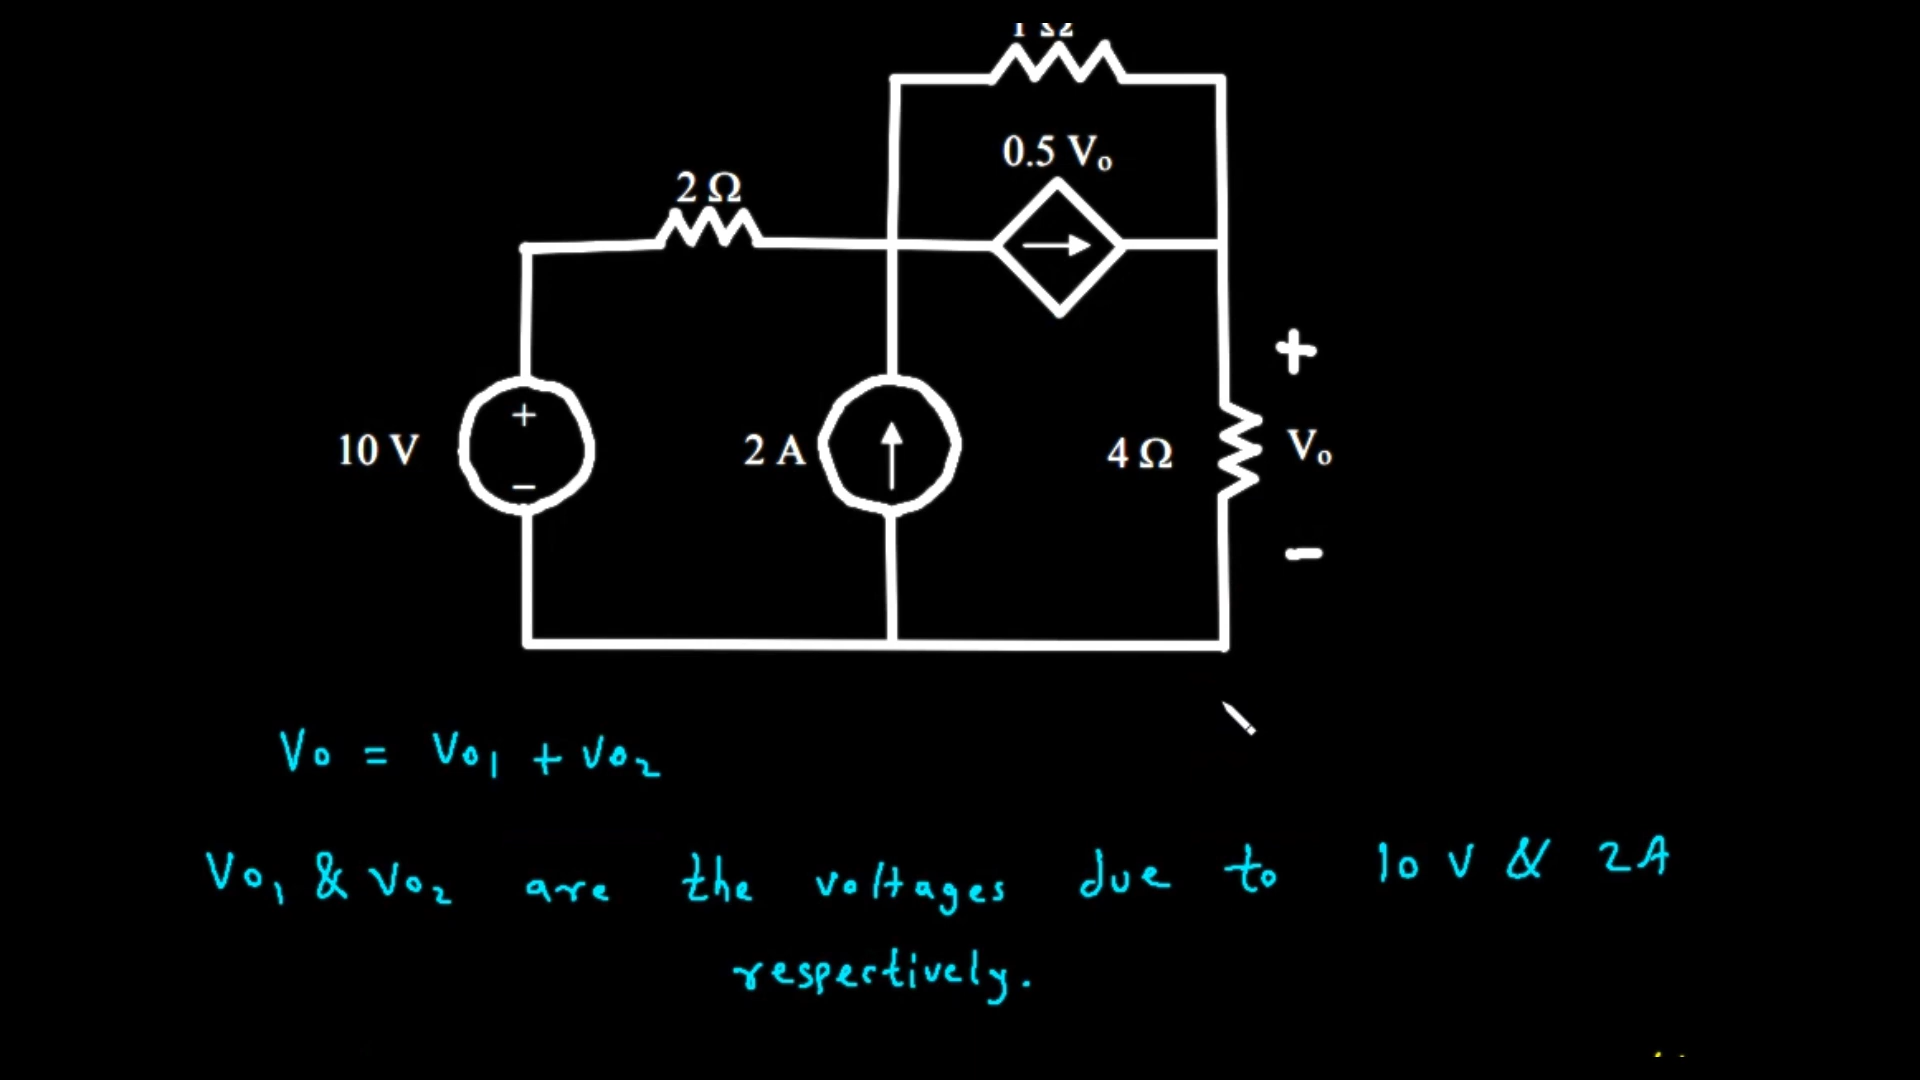 1 Ω
0.5 Vo
2 Ω
+
10 V
+
−
2 A
4 Ω
Vo
−
Vo = Vo1 + Vo2
Vo1 & Vo2 are the voltages due to 10 V & 2A
respectively.